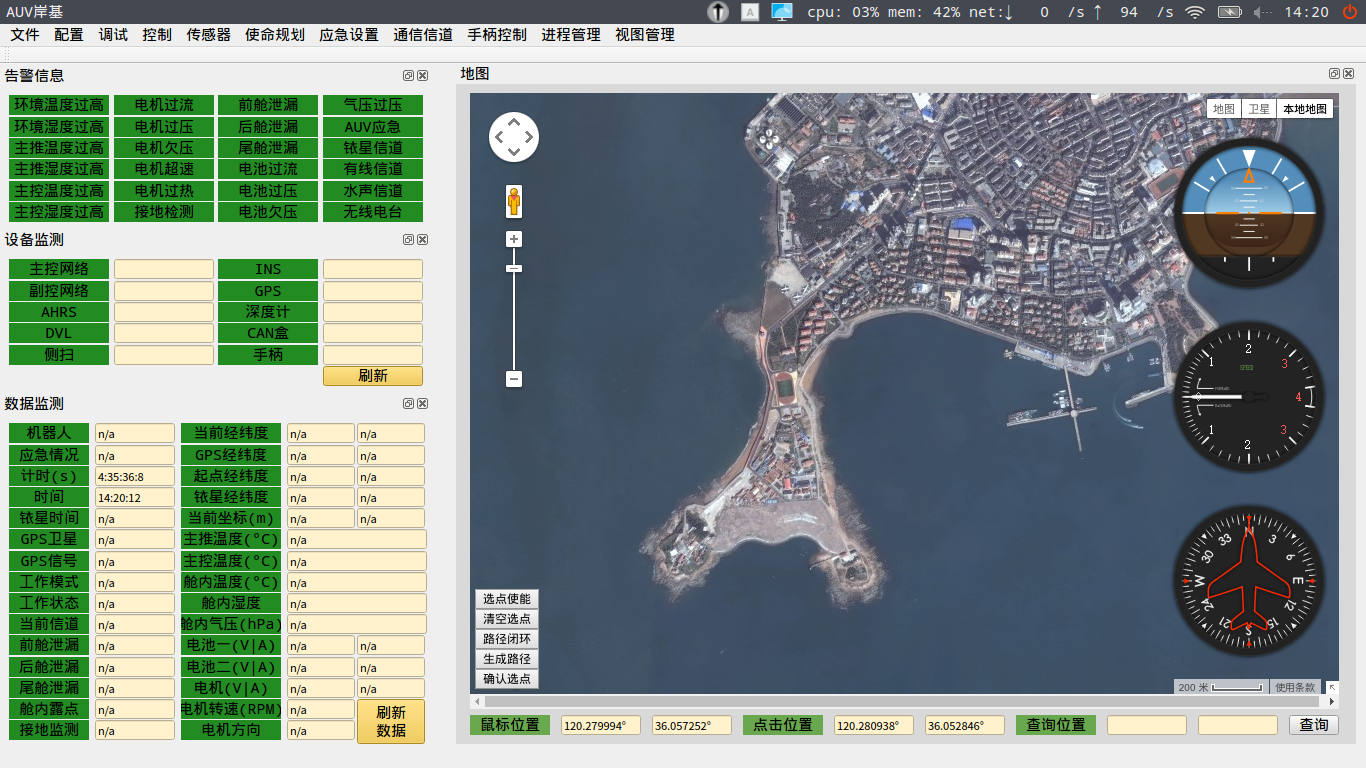 AUV岸基 A cpu: 03% mem: 42% net:↓ 0 /s ↑ 94 /s 14:20
文件 配置 调试 控制 传感器 使命规划 应急设置 通信信道 手柄控制 进程管理 视图管理
告警信息
环境温度过高 电机过流 前舱泄漏 气压过压
环境湿度过高 电机过压 后舱泄漏 AUV应急
主推温度过高 电机欠压 尾舱泄漏 铱星信道
主推湿度过高 电机超速 电池过流 有线信道
主控温度过高 电机过热 电池过压 水声信道
主控湿度过高 接地检测 电池欠压 无线电台
设备监测
主控网络 INS
副控网络 GPS
AHRS 深度计
DVL CAN盒
侧扫 手柄
刷新
数据监测
机器人 n/a 当前经纬度 n/a n/a
应急情况 n/a GPS经纬度 n/a n/a
计时(s) 4:35:36:8 起点经纬度 n/a n/a
时间 14:20:12 铱星经纬度 n/a n/a
铱星时间 n/a 当前坐标(m) n/a n/a
GPS卫星 n/a 主推温度(°C) n/a
GPS信号 n/a 主控温度(°C) n/a
工作模式 n/a 舱内温度(°C) n/a
工作状态 n/a 舱内湿度 n/a
当前信道 n/a 舱内气压(hPa) n/a
前舱泄漏 n/a 电池一(V|A) n/a n/a
后舱泄漏 n/a 电池二(V|A) n/a n/a
尾舱泄漏 n/a 电机(V|A) n/a n/a
舱内露点 n/a 电机转速(RPM) n/a 刷新
接地监测 n/a 电机方向 n/a 数据
地图
地图 卫星 本地地图
1 2 3
4
1 2 3
N 3 6 E 12 15 S 21 24 W 30 33
选点使能
清空选点
路径闭环
生成路径
确认选点
200 米 使用条款
鼠标位置 120.279994° 36.057252° 点击位置 120.280938° 36.052846° 查询位置 查询